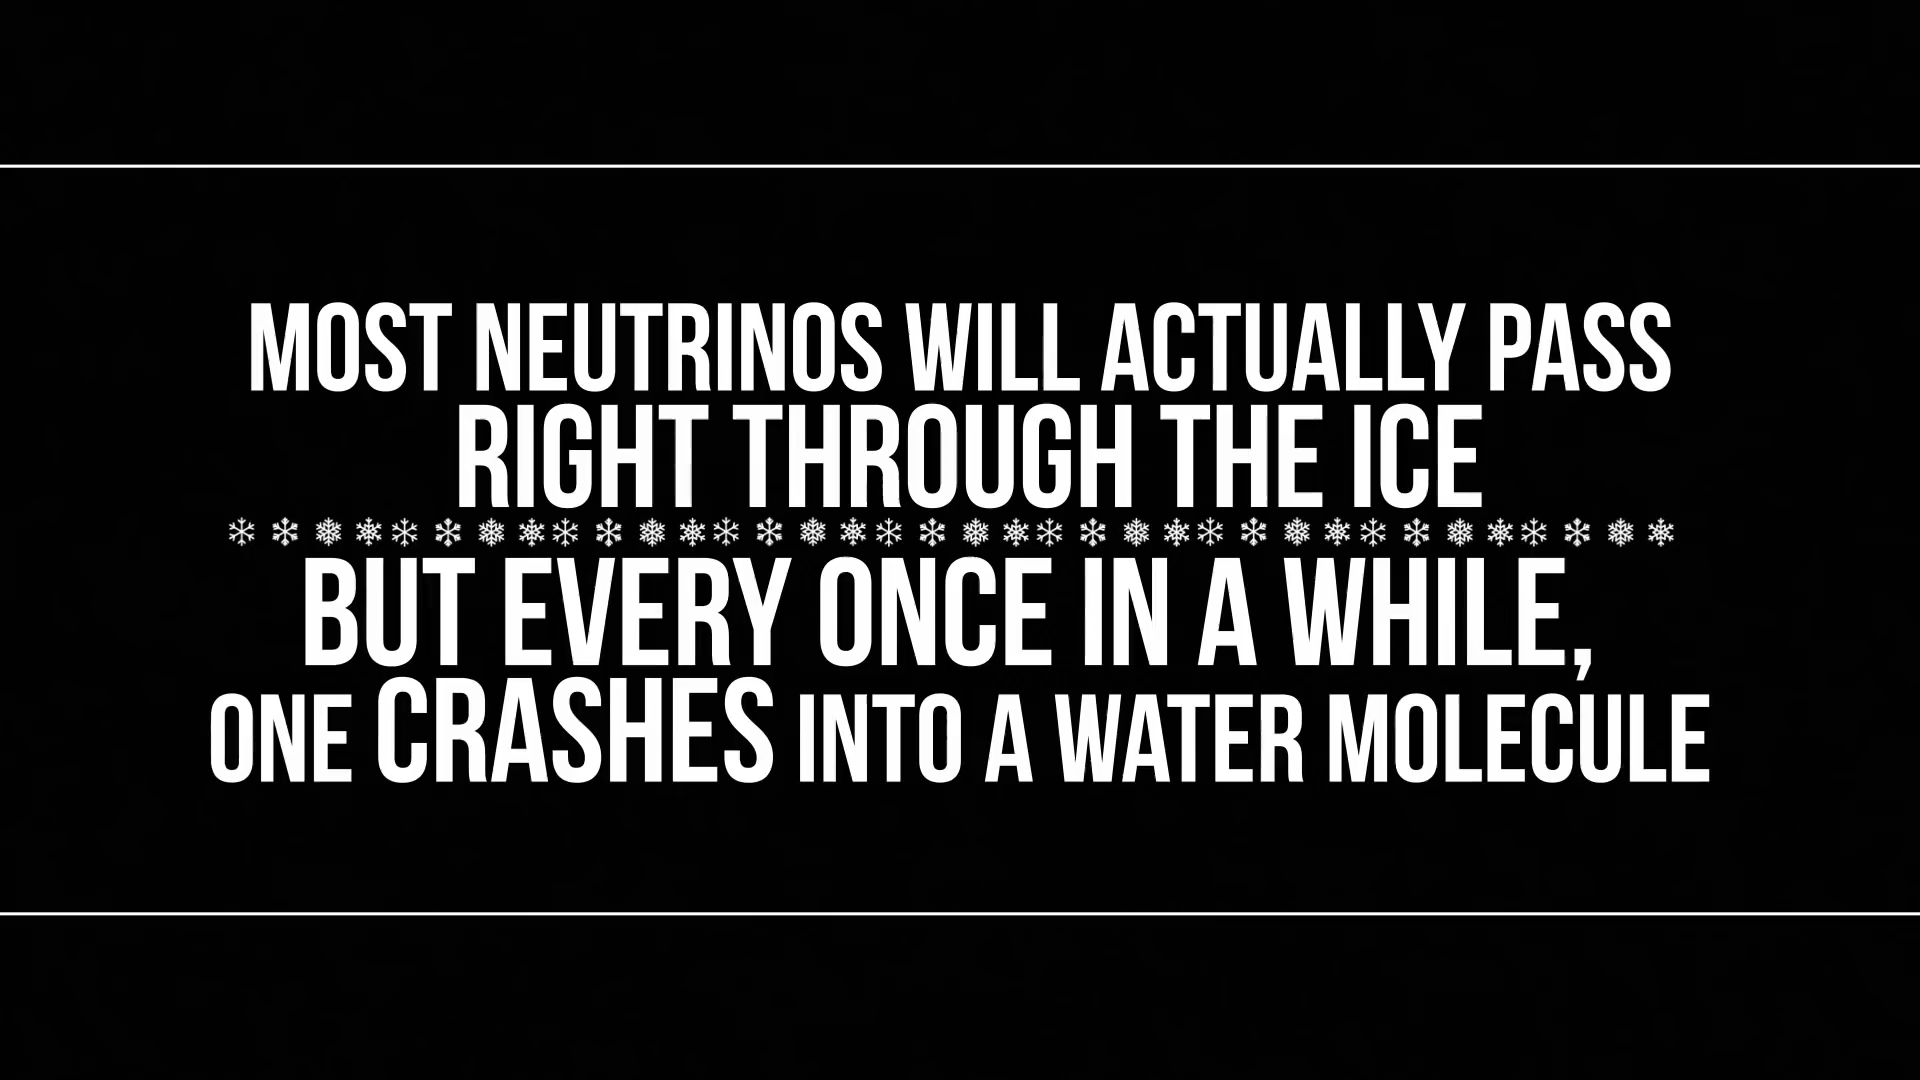 MOST NEUTRINOS WILL ACTUALLY PASS
RIGHT THROUGH THE ICE
BUT EVERY ONCE IN A WHILE,
ONE CRASHES INTO A WATER MOLECULE